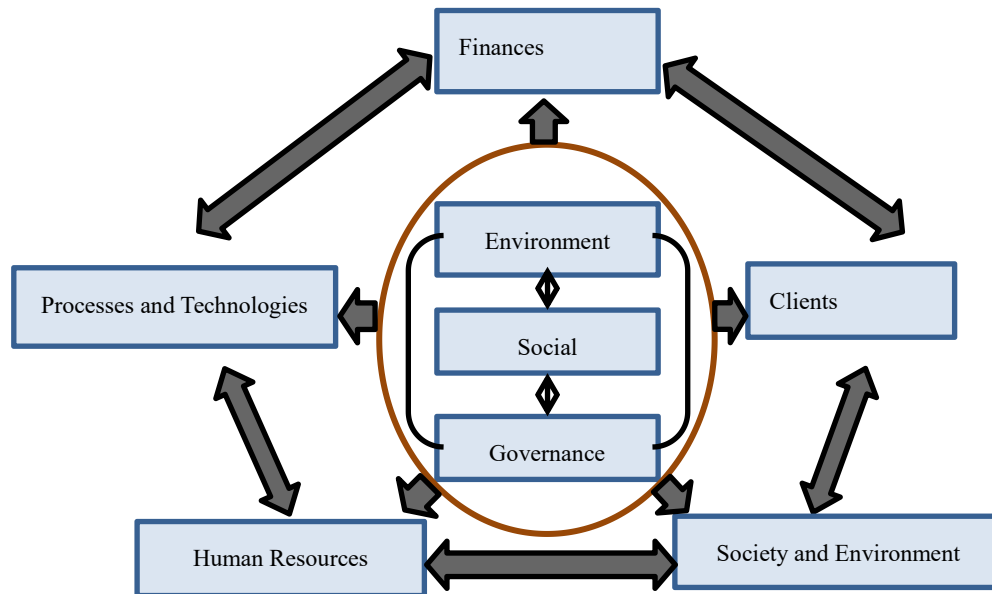 Finances
Environment
Processes and Technologies
Clients
Social
Governance
Human Resources
Society and Environment